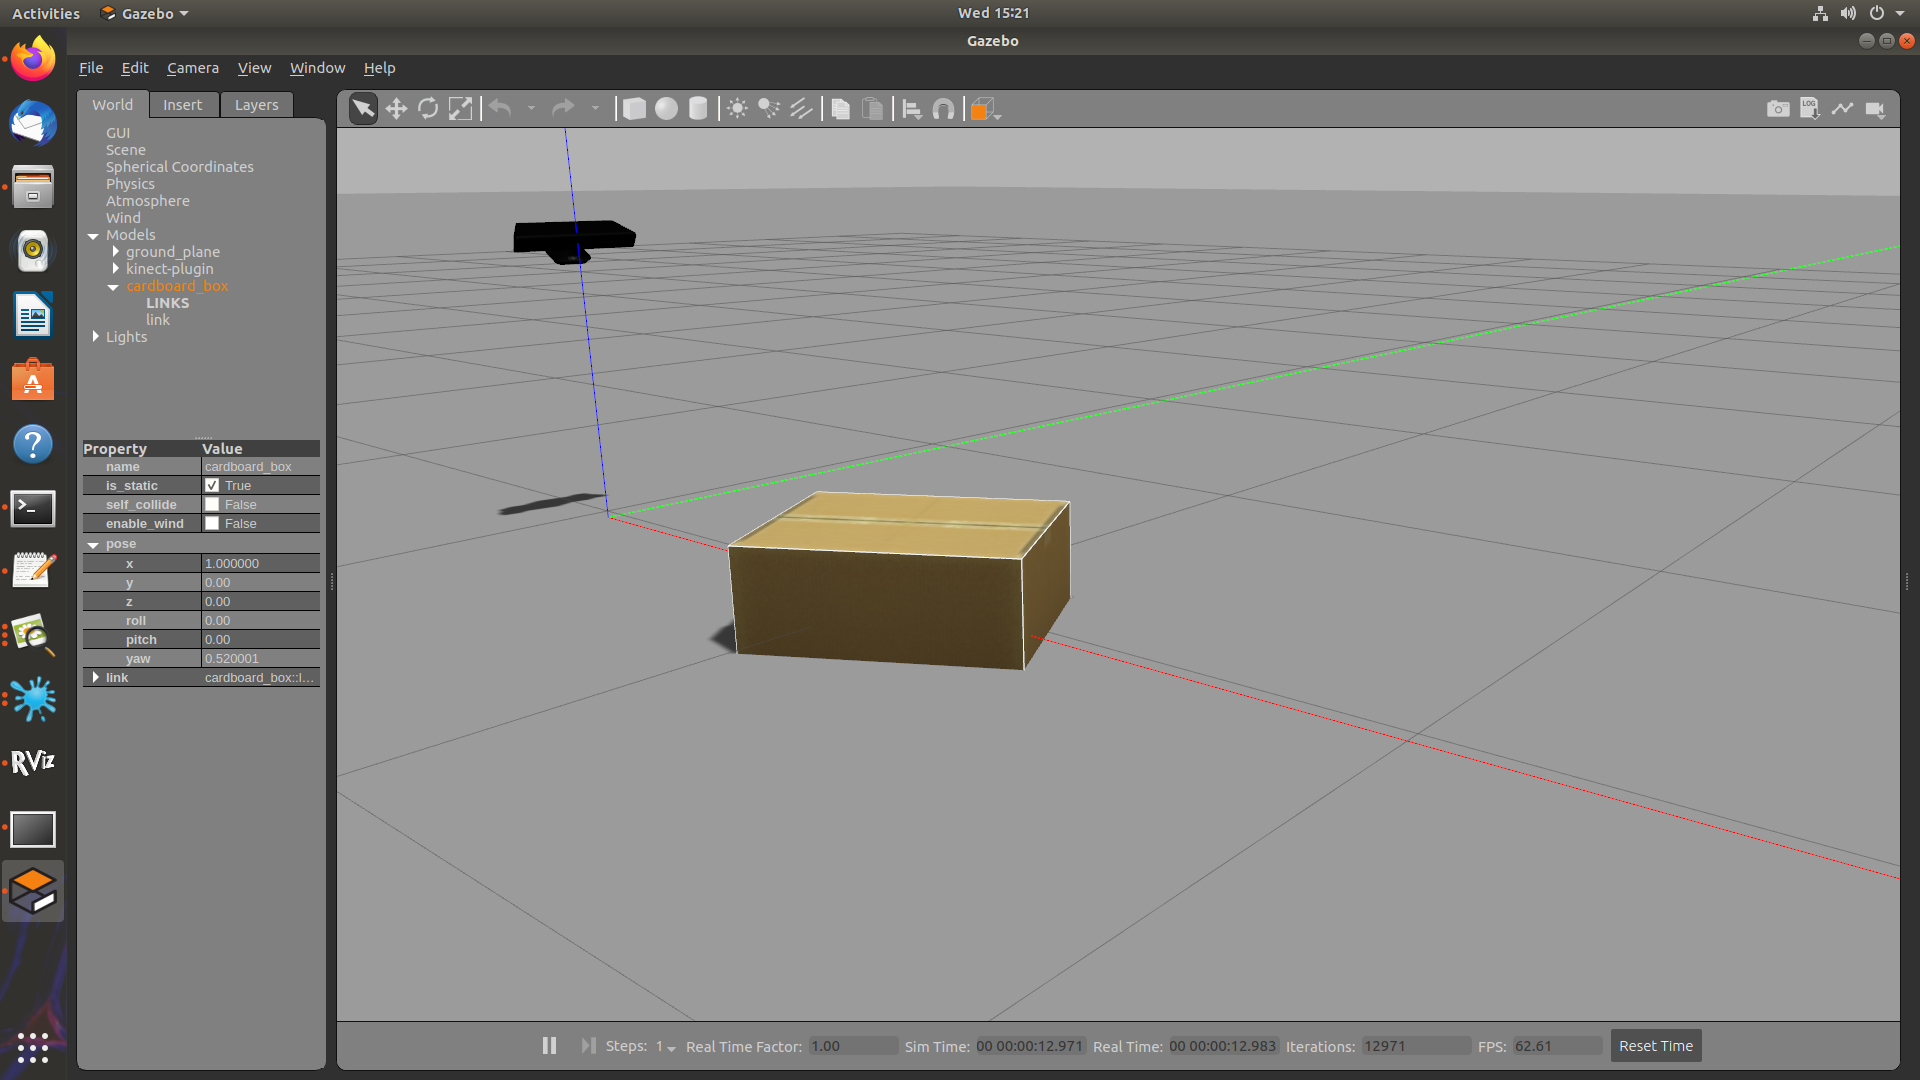 Activities Gazebo Wed 15:21
Gazebo
File Edit Camera View Window Help
World Insert Layers
LOG
GUI
Scene
Spherical Coordinates
Physics
Atmosphere
Wind
Models
ground_plane
kinect-plugin
cardboard_box
LINKS
link
Lights
Property Value
name cardboard_box
is_static True
self_collide False
enable_wind False
pose
x 1.000000
y 0.00
z 0.00
roll 0.00
pitch 0.00
yaw 0.520001
link cardboard_box::l...
RViz
Steps: 1 Real Time Factor: 1.00 Sim Time: 00 00:00:12.971 Real Time: 00 00:00:12.983 Iterations: 12971 FPS: 62.61 Reset Time